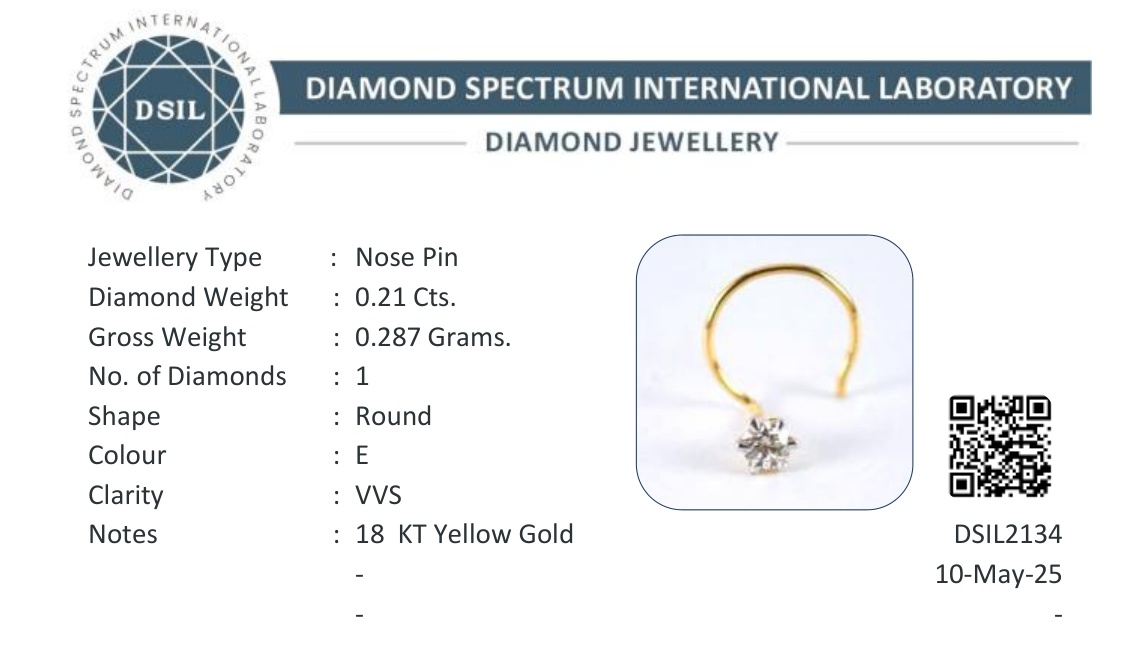 DIAMOND SPECTRUM INTERNATIONAL LABORATORY
DSIL
DIAMOND SPECTRUM INTERNATIONAL LABORATORY
DIAMOND JEWELLERY
Jewellery Type : Nose Pin
Diamond Weight : 0.21 Cts.
Gross Weight : 0.287 Grams.
No. of Diamonds : 1
Shape : Round
Colour : E
Clarity : VVS
Notes : 18 KT Yellow Gold
-
-
DSIL2134
10-May-25
-